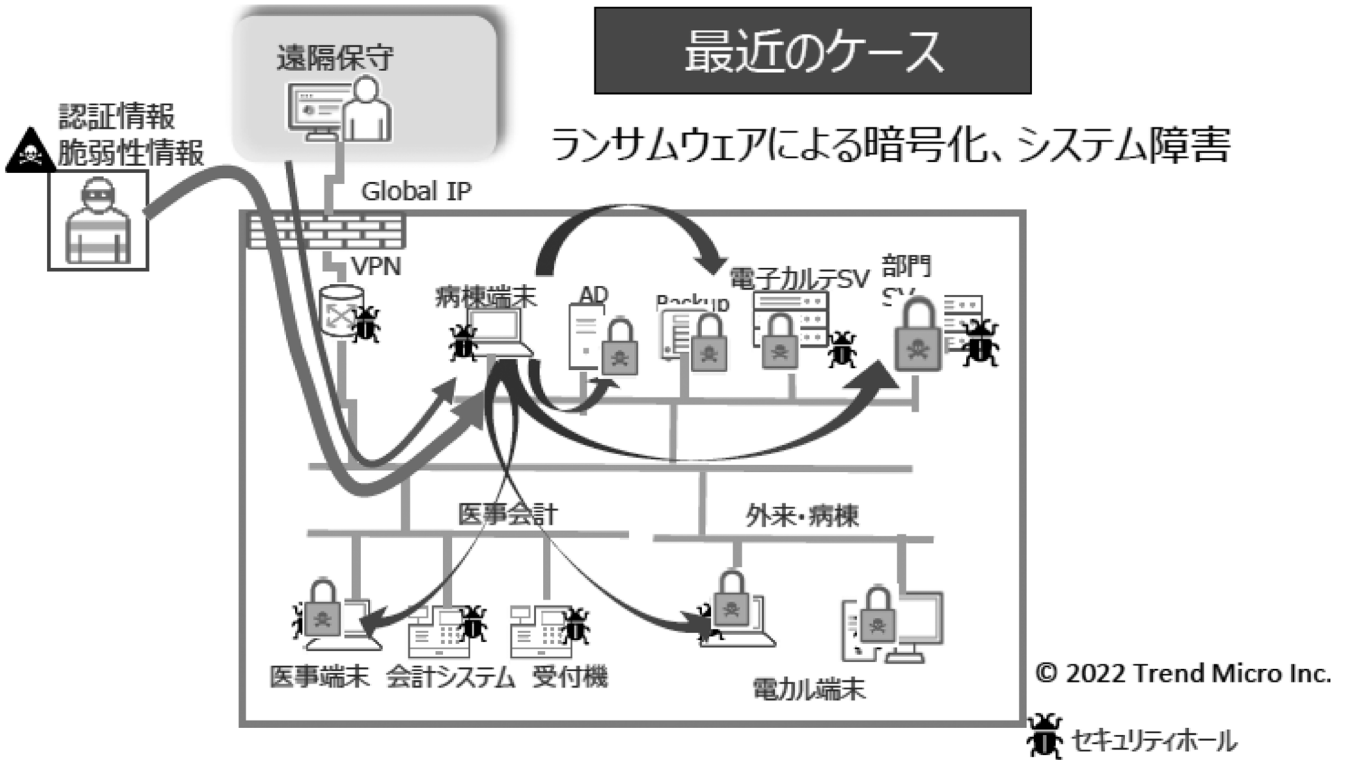 最近のケース
遠隔保守
認証情報
脆弱性情報
ランサムウェアによる暗号化、システム障害
Global IP
VPN
病棟端末
AD
Backup
電子カルテSV
部門
SV
医事会計
外来・病棟
医事端末
会計システム
受付機
電カル端末
© 2022 Trend Micro Inc.
セキュリティホール